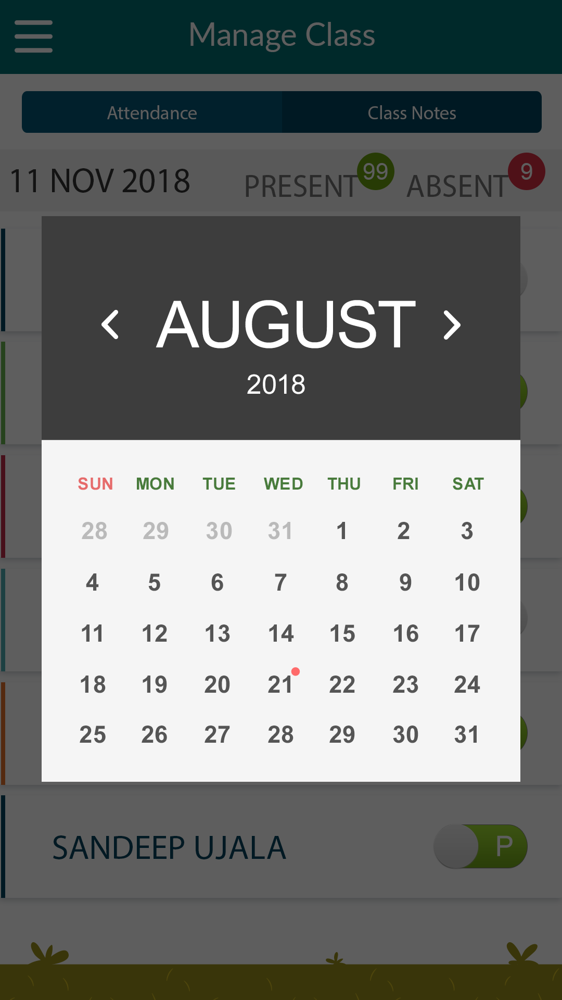 Manage Class
Attendance Class Notes
11 NOV 2018 PRESENT 99 ABSENT 9
AUGUST
2018
SUN MON TUE WED THU FRI SAT
28 29 30 31 1 2 3
4 5 6 7 8 9 10
11 12 13 14 15 16 17
18 19 20 21 22 23 24
25 26 27 28 29 30 31
SANDEEP UJALA P